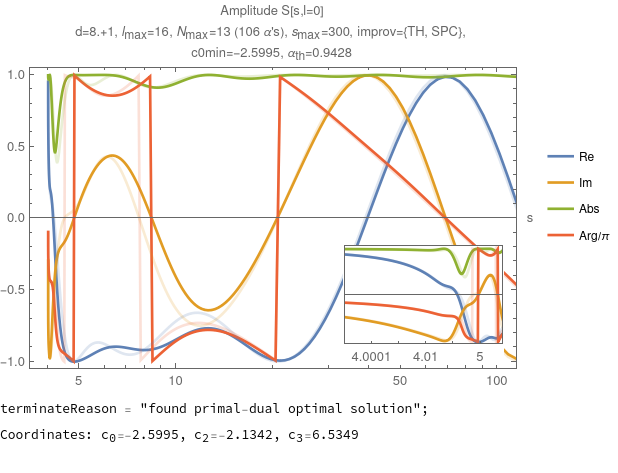 Amplitude S[s,l=0]
d=8.+1, lmax=16, Nmax=13 (106 α's), smax=300, improv={TH, SPC},
c0min=−2.5995, αth=0.9428
1.0
0.5
0.0
−0.5
−1.0
5
10
50
100
s
Re
Im
Abs
Arg/π
4.0001
4.01
5
terminateReason = "found primal-dual optimal solution";
Coordinates: c0=-2.5995, c2=-2.1342, c3=6.5349